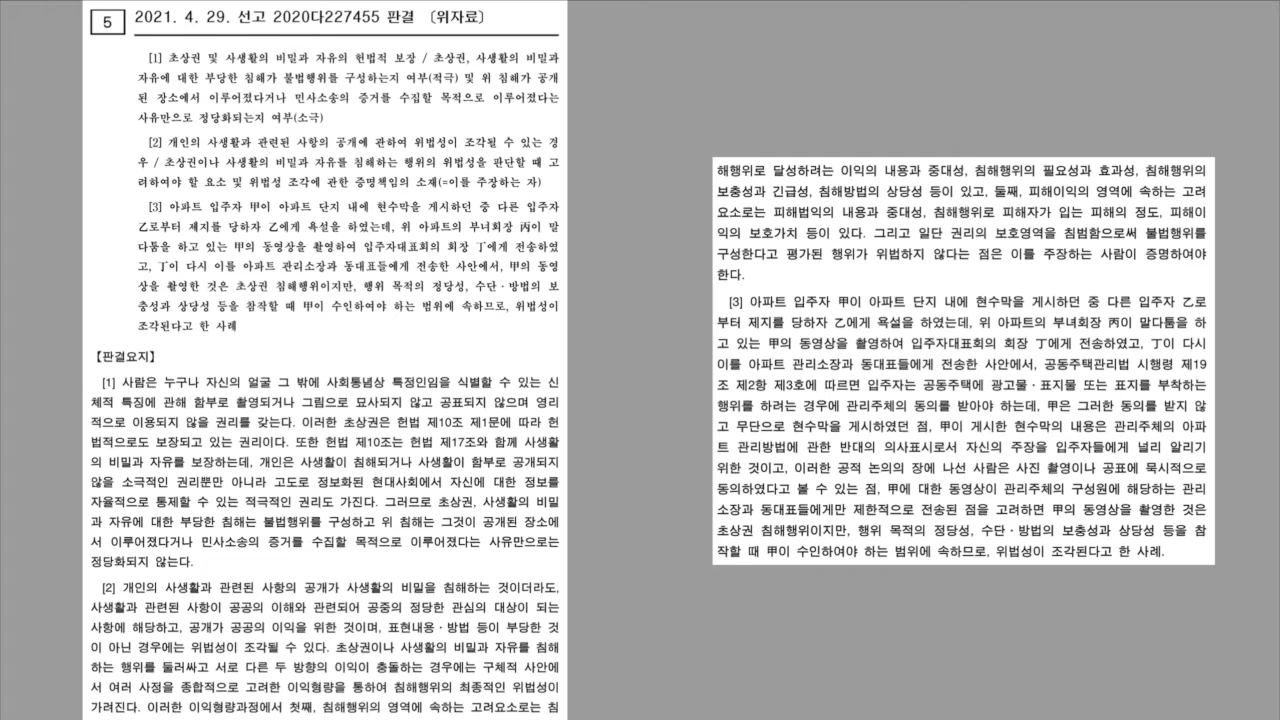 5
2021. 4. 29. 선고 2020다227455 판결 〔위자료〕
[1] 초상권 및 사생활의 비밀과 자유의 헌법적 보장 / 초상권, 사생활의 비밀과
자유에 대한 부당한 침해가 불법행위를 구성하는지 여부(적극) 및 위 침해가 공개
된 장소에서 이루어졌다거나 민사소송의 증거를 수집할 목적으로 이루어졌다는
사유만으로 정당화되는지 여부(소극)
[2] 개인의 사생활과 관련된 사항의 공개에 관하여 위법성이 조각될 수 있는 경
우 / 초상권이나 사생활의 비밀과 자유를 침해하는 행위의 위법성을 판단할 때 고
려하여야 할 요소 및 위법성 조각에 관한 증명책임의 소재(=이를 주장하는 자)
[3] 아파트 입주자 甲이 아파트 단지 내에 현수막을 게시하던 중 다른 입주자
乙로부터 제지를 당하자 乙에게 욕설을 하였는데, 위 아파트의 부녀회장 丙이 말
다툼을 하고 있는 甲의 동영상을 촬영하여 입주자대표회의 회장 丁에게 전송하였
고, 丁이 다시 이를 아파트 관리소장과 동대표들에게 전송한 사안에서, 甲의 동영
상을 촬영한 것은 초상권 침해행위이지만, 행위 목적의 정당성, 수단·방법의 보
충성과 상당성 등을 참작할 때 甲이 수인하여야 하는 범위에 속하므로, 위법성이
조각된다고 한 사례
【판결요지】
[1] 사람은 누구나 자신의 얼굴 그 밖에 사회통념상 특정인임을 식별할 수 있는 신
체적 특징에 관해 함부로 촬영되거나 그림으로 묘사되지 않고 공표되지 않으며 영리
적으로 이용되지 않을 권리를 갖는다. 이러한 초상권은 헌법 제10조 제1문에 따라 헌
법적으로도 보장되고 있는 권리이다. 또한 헌법 제10조는 헌법 제17조와 함께 사생활
의 비밀과 자유를 보장하는데, 개인은 사생활이 침해되거나 사생활이 함부로 공개되지
않을 소극적인 권리뿐만 아니라 고도로 정보화된 현대사회에서 자신에 대한 정보를
자율적으로 통제할 수 있는 적극적인 권리도 가진다. 그러므로 초상권, 사생활의 비밀
과 자유에 대한 부당한 침해는 불법행위를 구성하고 위 침해는 그것이 공개된 장소에
서 이루어졌다거나 민사소송의 증거를 수집할 목적으로 이루어졌다는 사유만으로는
정당화되지 않는다.
[2] 개인의 사생활과 관련된 사항의 공개가 사생활의 비밀을 침해하는 것이더라도,
사생활과 관련된 사항이 공공의 이해와 관련되어 공중의 정당한 관심의 대상이 되는
사항에 해당하고, 공개가 공공의 이익을 위한 것이며, 표현내용·방법 등이 부당한 것
이 아닌 경우에는 위법성이 조각될 수 있다. 초상권이나 사생활의 비밀과 자유를 침해
하는 행위를 둘러싸고 서로 다른 두 방향의 이익이 충돌하는 경우에는 구체적 사안에
서 여러 사정을 종합적으로 고려한 이익형량을 통하여 침해행위의 최종적인 위법성이
가려진다. 이러한 이익형량과정에서 첫째, 침해행위의 영역에 속하는 고려요소로는 침
해행위로 달성하려는 이익의 내용과 중대성, 침해행위의 필요성과 효과성, 침해행위의
보충성과 긴급성, 침해방법의 상당성 등이 있고, 둘째, 피해이익의 영역에 속하는 고려
요소로는 피해법익의 내용과 중대성, 침해행위로 피해자가 입는 피해의 정도, 피해이
익의 보호가치 등이 있다. 그리고 일단 권리의 보호영역을 침범함으로써 불법행위를
구성한다고 평가된 행위가 위법하지 않다는 점은 이를 주장하는 사람이 증명하여야
한다.
[3] 아파트 입주자 甲이 아파트 단지 내에 현수막을 게시하던 중 다른 입주자 乙로
부터 제지를 당하자 乙에게 욕설을 하였는데, 위 아파트의 부녀회장 丙이 말다툼을 하
고 있는 甲의 동영상을 촬영하여 입주자대표회의 회장 丁에게 전송하였고, 丁이 다시
이를 아파트 관리소장과 동대표들에게 전송한 사안에서, 공동주택관리법 시행령 제19
조 제2항 제3호에 따르면 입주자는 공동주택에 광고물·표지물 또는 표지를 부착하는
행위를 하려는 경우에 관리주체의 동의를 받아야 하는데, 甲은 그러한 동의를 받지 않
고 무단으로 현수막을 게시하였던 점, 甲이 게시한 현수막의 내용은 관리주체의 아파
트 관리방법에 관한 반대의 의사표시로서 자신의 주장을 입주자들에게 널리 알리기
위한 것이고, 이러한 공적 논의의 장에 나선 사람은 사진 촬영이나 공표에 묵시적으로
동의하였다고 볼 수 있는 점, 甲에 대한 동영상이 관리주체의 구성원에 해당하는 관리
소장과 동대표들에게만 제한적으로 전송된 점을 고려하면 甲의 동영상을 촬영한 것은
초상권 침해행위이지만, 행위 목적의 정당성, 수단·방법의 보충성과 상당성 등을 참
작할 때 甲이 수인하여야 하는 범위에 속하므로, 위법성이 조각된다고 한 사례.